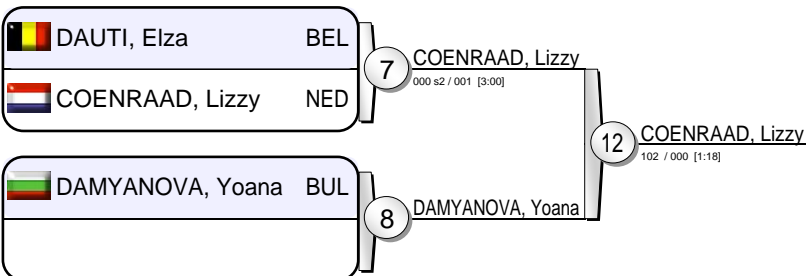 DAUTI, Elza BEL
COENRAAD, Lizzy NED
7 COENRAAD, Lizzy
000 s2 / 001 [3:00]
12 COENRAAD, Lizzy
102 / 000 [1:18]
DAMYANOVA, Yoana BUL
8 DAMYANOVA, Yoana